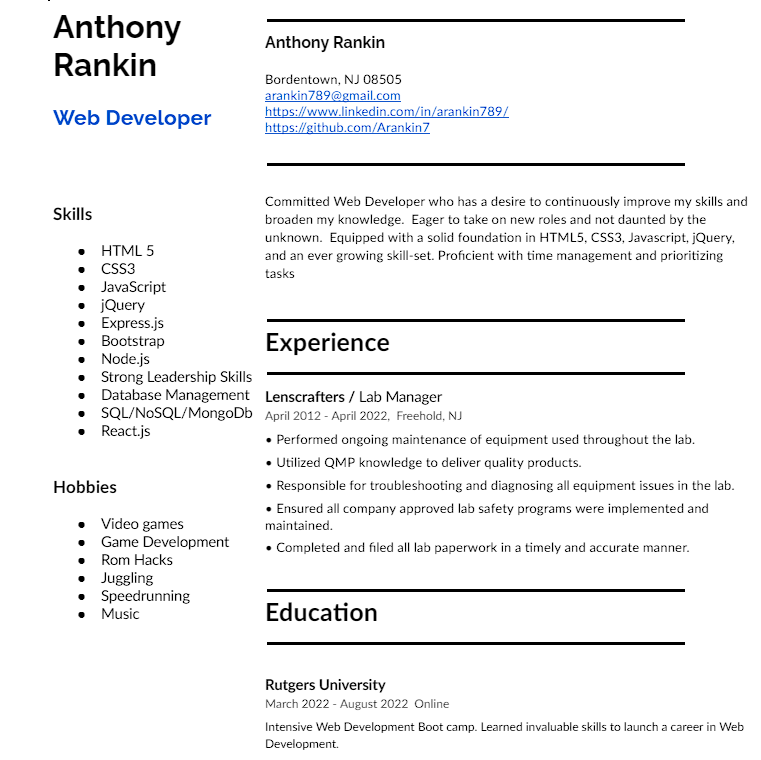 Anthony
Rankin
Web Developer
Skills
● HTML 5
● CSS3
● JavaScript
● jQuery
● Express.js
● Bootstrap
● Node.js
● Strong Leadership Skills
● Database Management
● SQL/NoSQL/MongoDb
● React.js
Hobbies
● Video games
● Game Development
● Rom Hacks
● Juggling
● Speedrunning
● Music
Anthony Rankin
Bordentown, NJ 08505
arankin789@gmail.com
https://www.linkedin.com/in/arankin789/
https://github.com/Arankin7
Committed Web Developer who has a desire to continuously improve my skills and
broaden my knowledge.  Eager to take on new roles and not daunted by the
unknown.  Equipped with a solid foundation in HTML5, CSS3, Javascript, jQuery,
and an ever growing skill-set. Proficient with time management and prioritizing
tasks
Experience
Lenscrafters / Lab Manager
April 2012 - April 2022,  Freehold, NJ
• Performed ongoing maintenance of equipment used throughout the lab.
• Utilized QMP knowledge to deliver quality products.
• Responsible for troubleshooting and diagnosing all equipment issues in the lab.
• Ensured all company approved lab safety programs were implemented and
maintained.
• Completed and filed all lab paperwork in a timely and accurate manner.
Education
Rutgers University
March 2022 - August 2022  Online
Intensive Web Development Boot camp. Learned invaluable skills to launch a career in Web
Development.